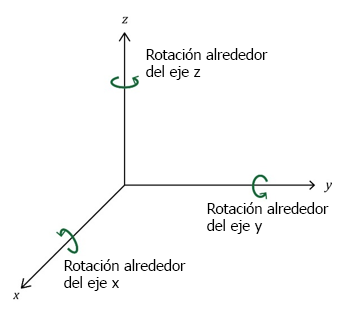 z
Rotación alrededor
del eje z
y
Rotación alrededor
del eje y
Rotación alrededor
del eje x
x